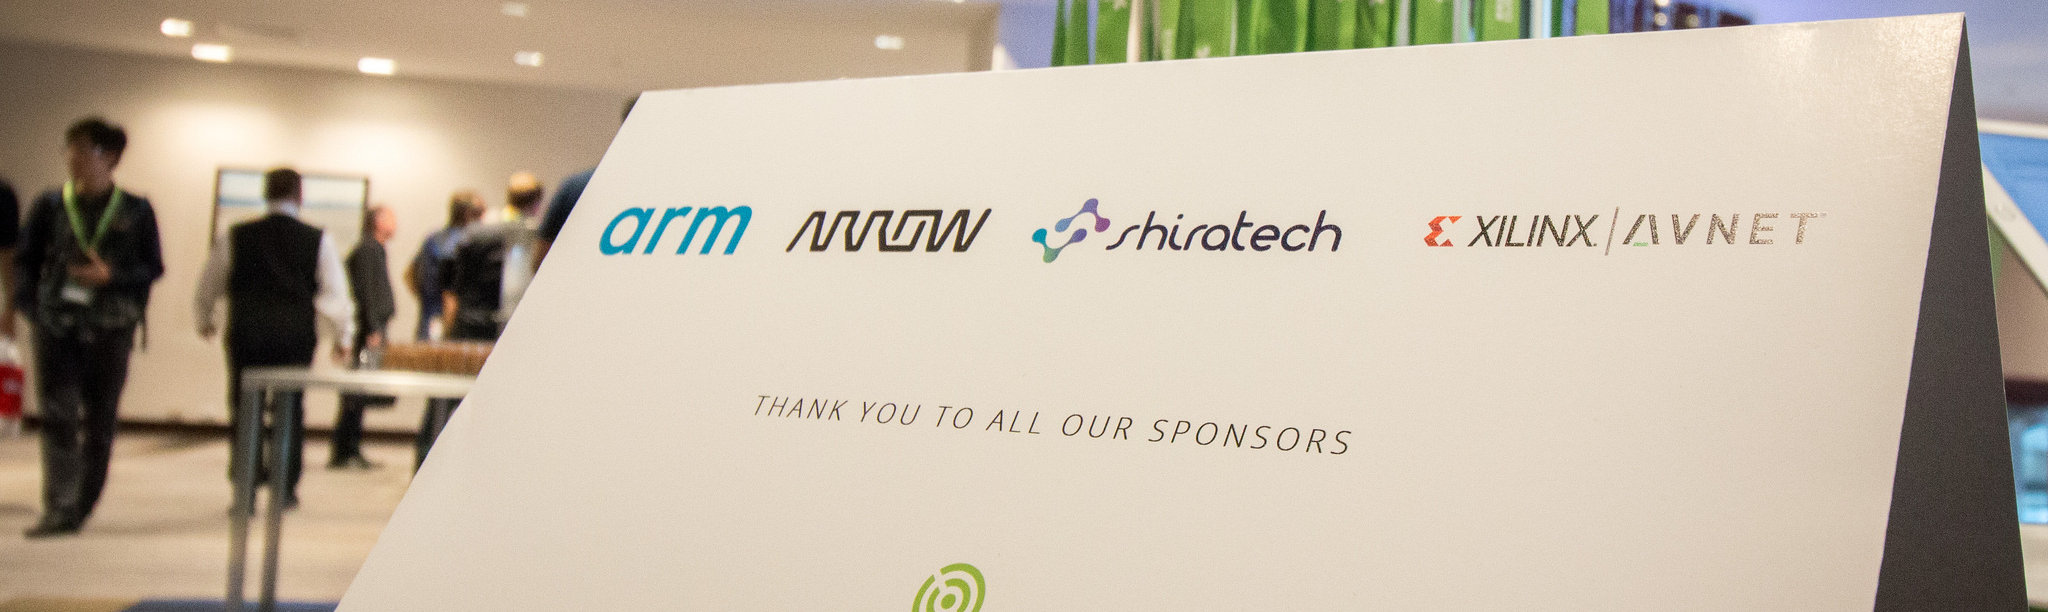 arm ARROW shiratech XILINX AVNET
THANK YOU TO ALL OUR SPONSORS